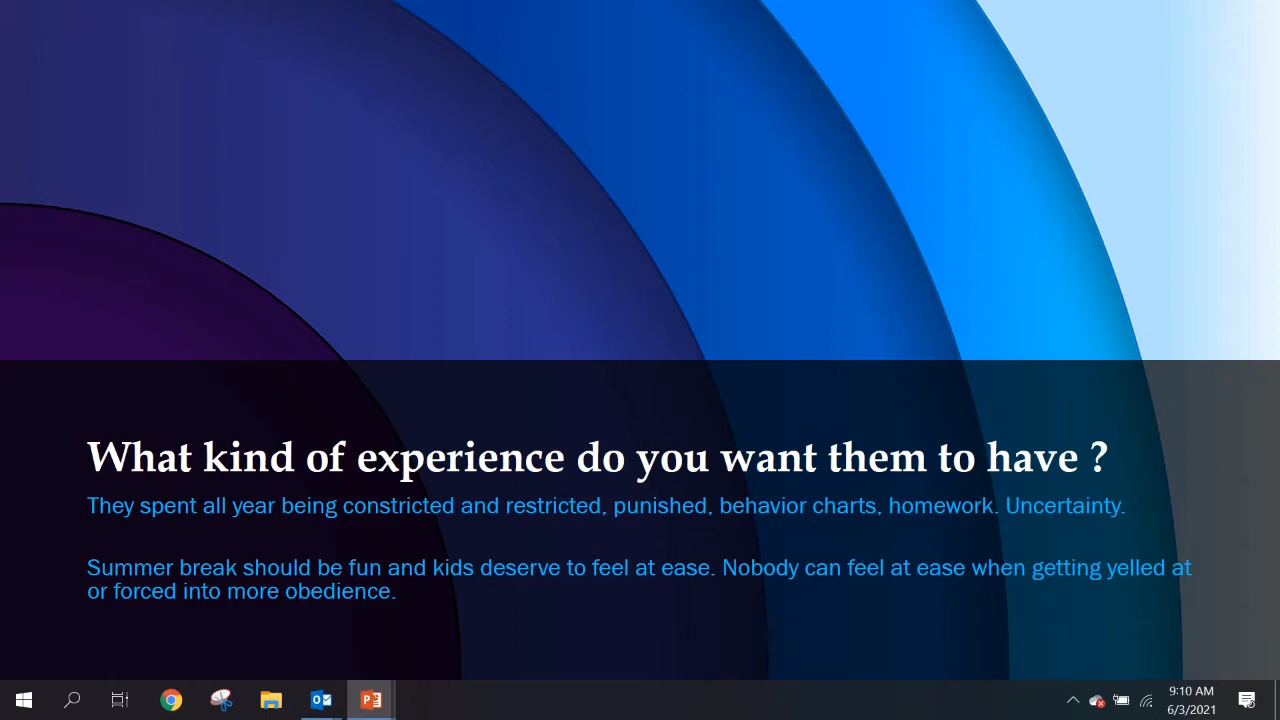 What kind of experience do you want them to have ?
They spent all year being constricted and restricted, punished, behavior charts, homework. Uncertainty.
Summer break should be fun and kids deserve to feel at ease. Nobody can feel at ease when getting yelled at
or forced into more obedience.
9:10 AM
6/3/2021